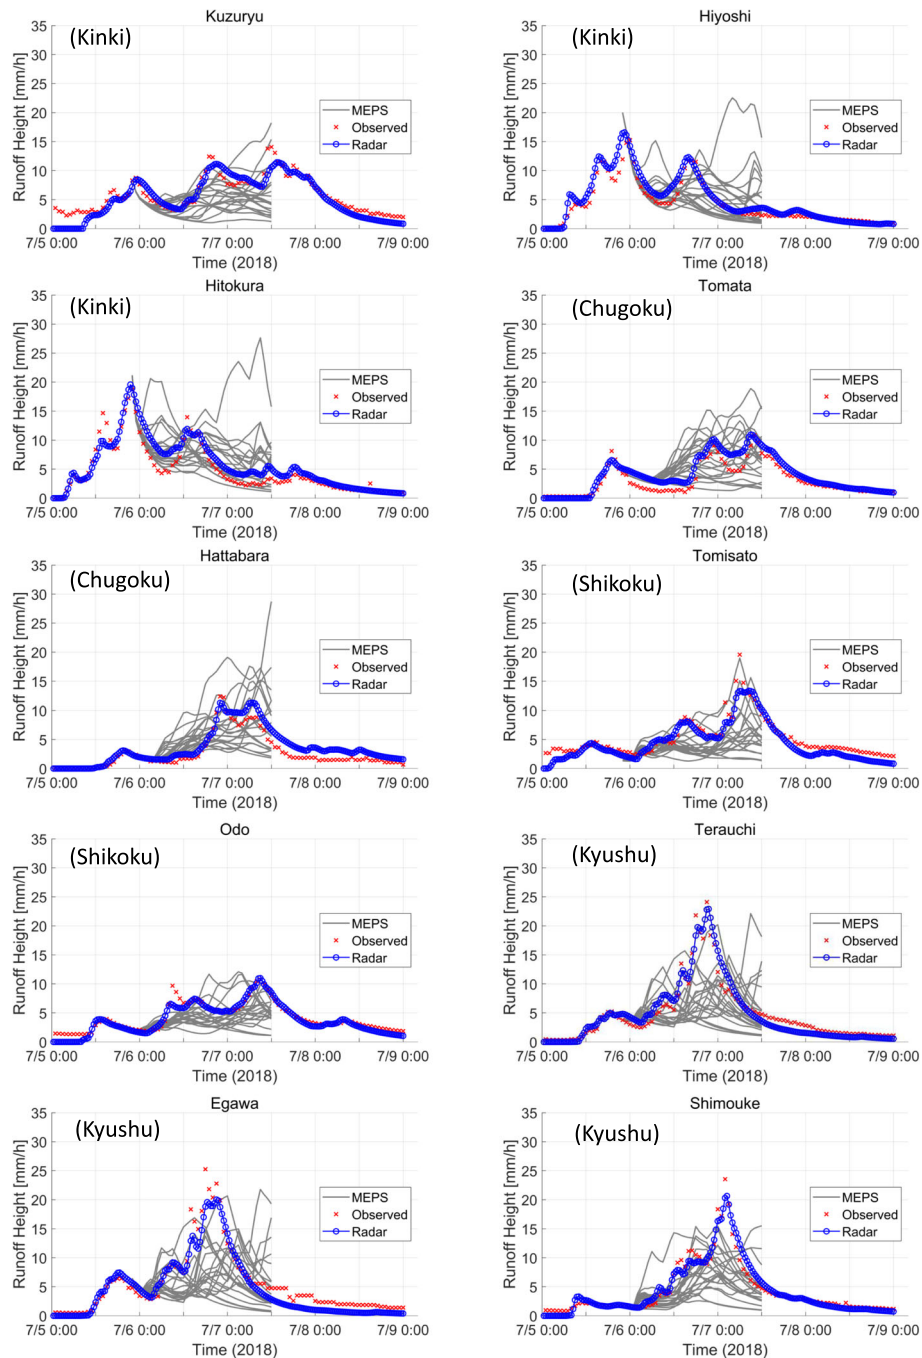 Kuzuryu
(Kinki)
Runoff Height [mm/h]
35
30
25
20
15
10
5
0
MEPS
Observed
Radar
7/5 0:00 7/6 0:00 7/7 0:00 7/8 0:00 7/9 0:00
Time (2018)
Hiyoshi
(Kinki)
Runoff Height [mm/h]
35
30
25
20
15
10
5
0
MEPS
Observed
Radar
7/5 0:00 7/6 0:00 7/7 0:00 7/8 0:00 7/9 0:00
Time (2018)
Hitokura
(Kinki)
Runoff Height [mm/h]
35
30
25
20
15
10
5
0
MEPS
Observed
Radar
7/5 0:00 7/6 0:00 7/7 0:00 7/8 0:00 7/9 0:00
Time (2018)
Tomata
(Chugoku)
Runoff Height [mm/h]
35
30
25
20
15
10
5
0
MEPS
Observed
Radar
7/5 0:00 7/6 0:00 7/7 0:00 7/8 0:00 7/9 0:00
Time (2018)
Hattabara
(Chugoku)
Runoff Height [mm/h]
35
30
25
20
15
10
5
0
MEPS
Observed
Radar
7/5 0:00 7/6 0:00 7/7 0:00 7/8 0:00 7/9 0:00
Time (2018)
Tomisato
(Shikoku)
Runoff Height [mm/h]
35
30
25
20
15
10
5
0
MEPS
Observed
Radar
7/5 0:00 7/6 0:00 7/7 0:00 7/8 0:00 7/9 0:00
Time (2018)
Odo
(Shikoku)
Runoff Height [mm/h]
35
30
25
20
15
10
5
0
MEPS
Observed
Radar
7/5 0:00 7/6 0:00 7/7 0:00 7/8 0:00 7/9 0:00
Time (2018)
Terauchi
(Kyushu)
Runoff Height [mm/h]
35
30
25
20
15
10
5
0
MEPS
Observed
Radar
7/5 0:00 7/6 0:00 7/7 0:00 7/8 0:00 7/9 0:00
Time (2018)
Egawa
(Kyushu)
Runoff Height [mm/h]
35
30
25
20
15
10
5
0
MEPS
Observed
Radar
7/5 0:00 7/6 0:00 7/7 0:00 7/8 0:00 7/9 0:00
Time (2018)
Shimouke
(Kyushu)
Runoff Height [mm/h]
35
30
25
20
15
10
5
0
MEPS
Observed
Radar
7/5 0:00 7/6 0:00 7/7 0:00 7/8 0:00 7/9 0:00
Time (2018)